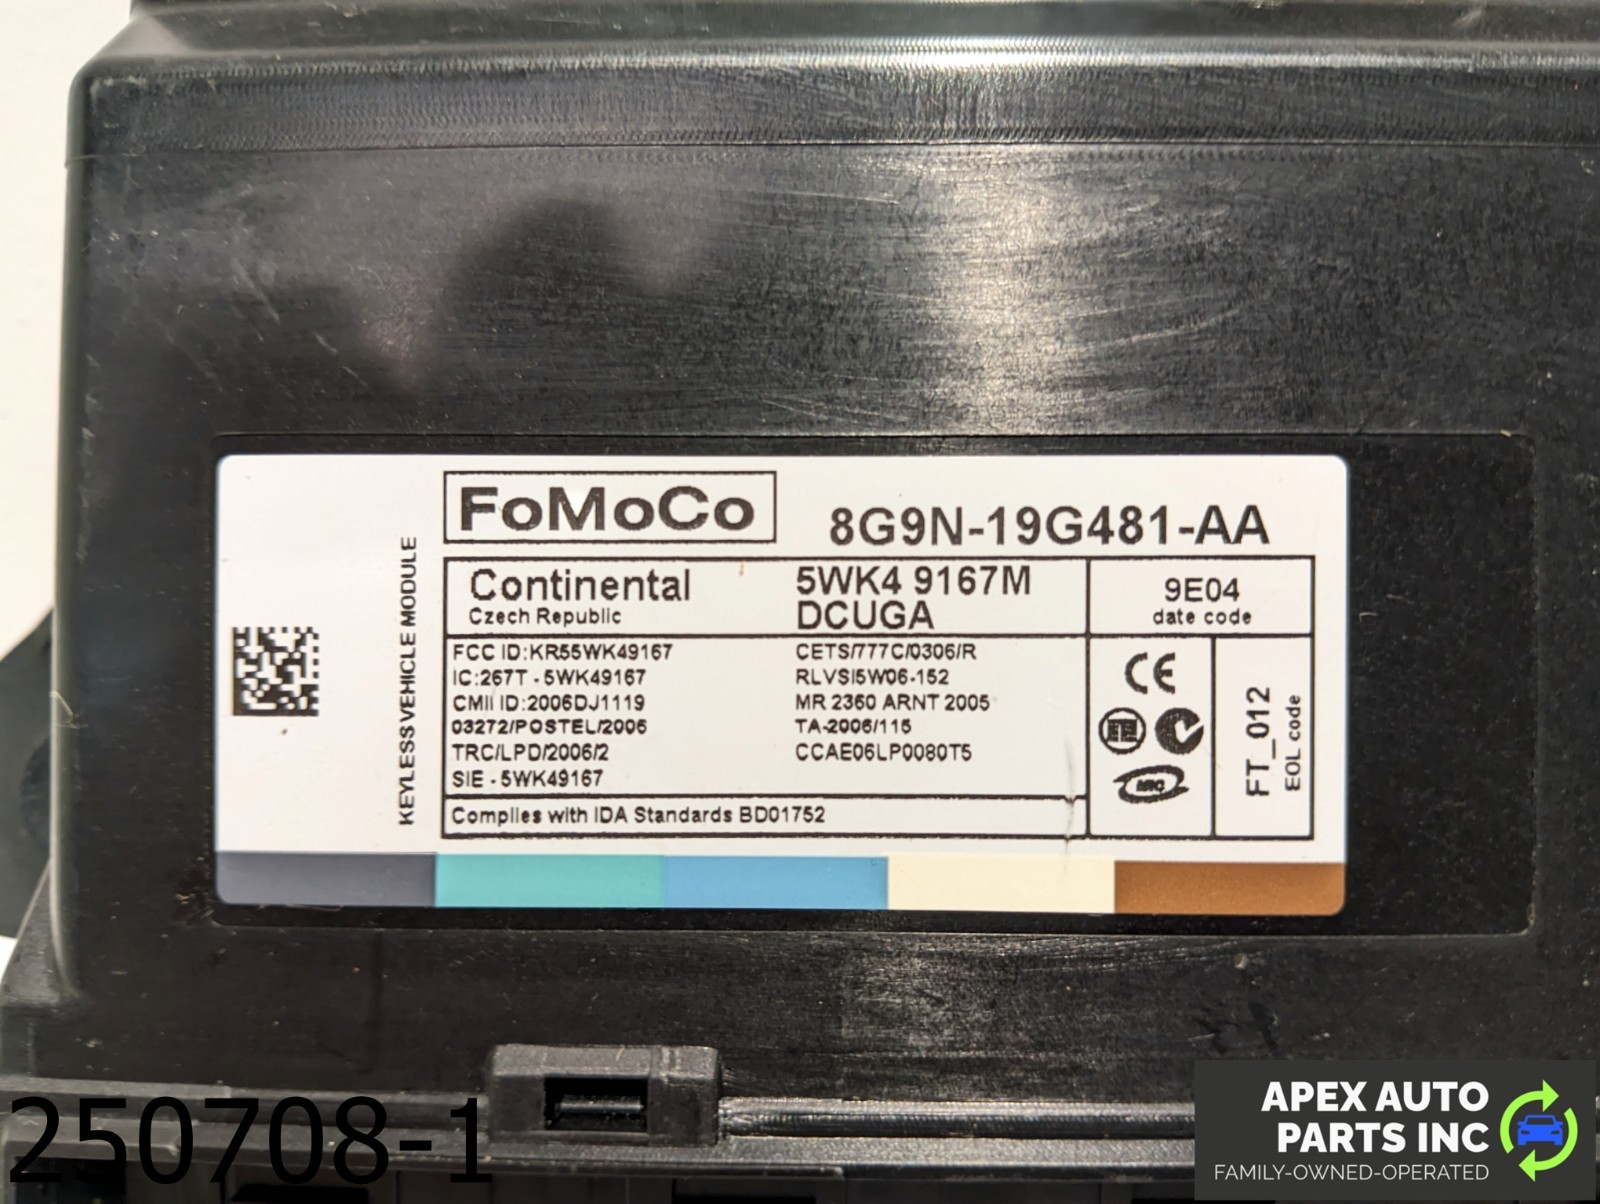 FoMoCo
8G9N-19G481-AA
KEYLESS VEHICLE MODULE
Continental
Czech Republic
5WK4 9167M
DCUGA
9E04
date code
FCC ID:KR55WK49167
IC:267T - 5WK49167
CMII ID:2006DJ1119
03272/POSTEL/2006
TRC/LPD/2006/2
SIE - 5WK49167
CETS/777C/0306/R
RLVSI5W06-152
MR 2360 ARNT 2005
TA-2006/115
CCAE06LP0080T5
CE
MIC
FT_012
EOL code
Complies with IDA Standards BD01752
250708-1
APEX AUTO
PARTS INC
FAMILY-OWNED-OPERATED